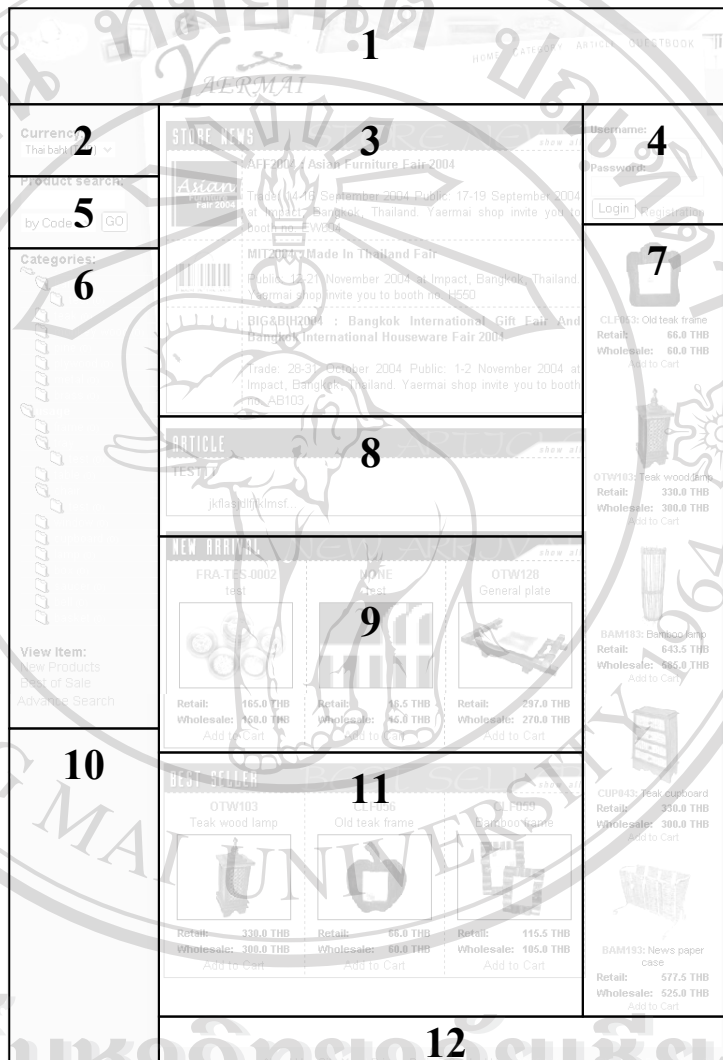 1
HOME CATEGORY ARTICLE GUESTBOOK
YAERMAI
2
Currency:
Thai baht
3
STORE NEWS
show all
AFF2004 : Asian Furniture Fair 2004
Asian
Furniture
Fair 2004
Trade: 14-16 September 2004 Public: 17-19 September 2004
at Impact, Bangkok, Thailand. Yaermai shop invite you to
booth no. EW604
MIT2004 : Made In Thailand Fair
Public: 17-21 November 2004 at Impact, Bangkok, Thailand.
Yaermai shop invite you to booth no. H550
BIG&BIH2004 : Bangkok International Gift Fair And
Bangkok International Houseware Fair 2004
Trade: 28-31 October 2004 Public: 1-2 November 2004 at
Impact, Bangkok, Thailand. Yaermai shop invite you to booth
no. AB103
4
Username:
Password:
Login Registration
5
Product search:
by Code GO
6
Categories:
View Item:
New Products
Best of Sale
Advance Search
7
CLF053: Old teak frame
Retail: 66.0 THB
Wholesale: 60.0 THB
Add to Cart
OTW103: Teak wood lamp
Retail: 330.0 THB
Wholesale: 300.0 THB
Add to Cart
BAM183: Bamboo lamp
Retail: 643.5 THB
Wholesale: 585.0 THB
Add to Cart
CUP043: Teak cupboard
Retail: 330.0 THB
Wholesale: 300.0 THB
Add to Cart
BAM193: News paper
case
Retail: 577.5 THB
Wholesale: 525.0 THB
Add to Cart
8
ARTICLE
show all
TEST IT
9
NEW ARRIVAL
show all
FRA-TES-0002
test
Retail: 165.0 THB
Wholesale: 150.0 THB
Add to Cart
NONE
test
Retail: 16.5 THB
Wholesale: 15.0 THB
Add to Cart
OTW128
General plate
Retail: 297.0 THB
Wholesale: 270.0 THB
Add to Cart
10
11
BEST SELLER
show all
OTW103
Teak wood lamp
Retail: 330.0 THB
Wholesale: 300.0 THB
Add to Cart
CLF056
Old teak frame
Retail: 66.0 THB
Wholesale: 60.0 THB
Add to Cart
CLF059
Bamboo frame
Retail: 115.5 THB
Wholesale: 105.0 THB
Add to Cart
12
MAI UNIVERSITY 1964